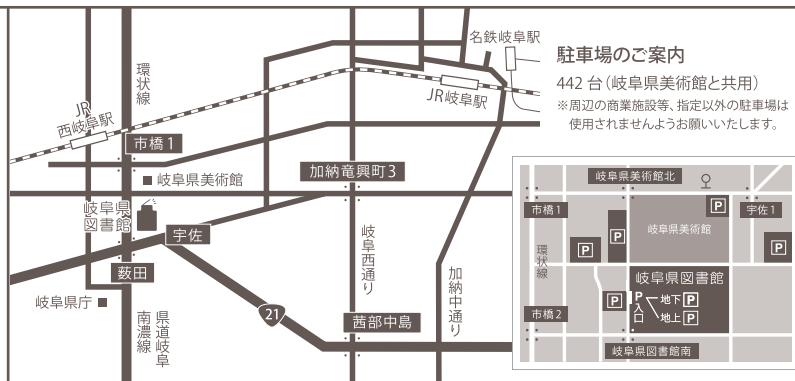 名鉄岐阜駅
駐車場のご案内
442 台（岐阜県美術館と共用）
※周辺の商業施設等、指定以外の駐車場は
使用されませんようお願いいたします。
環状線
JR
西岐阜駅
JR岐阜駅
市橋1
岐阜県美術館
加納竜興町3
岐阜県
図書館
宇佐
薮田
岐阜県庁
県道岐阜
南濃線
21
岐阜西通り
加納中通り
茜部中島
岐阜県美術館北
市橋1
P
宇佐1
岐阜県美術館
環状線
P
P
P
岐阜県図書館
P
P
入口
地下 P
地上 P
市橋2
岐阜県図書館南